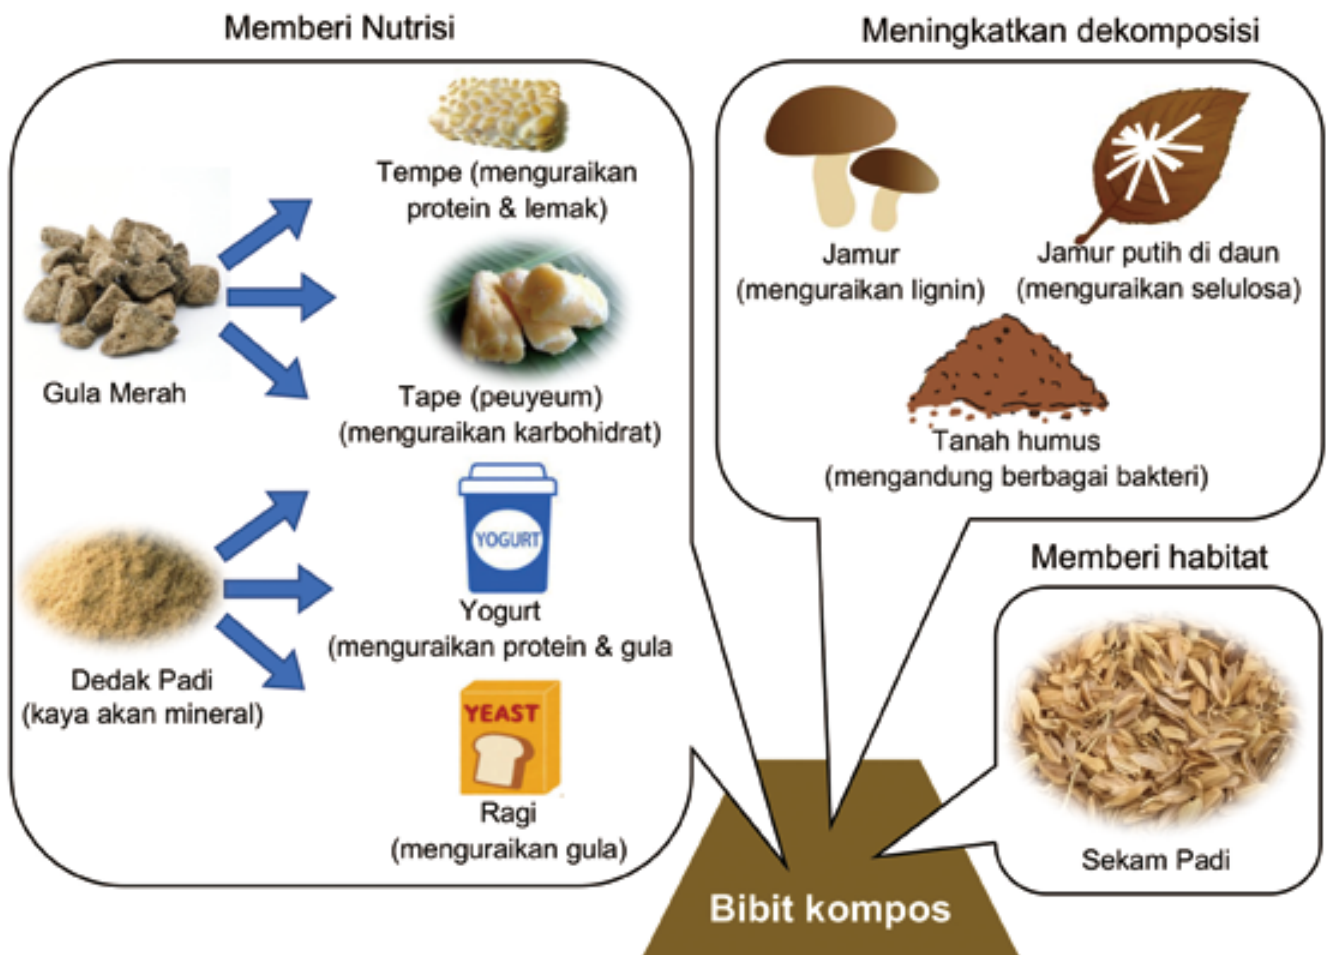 Memberi Nutrisi
Tempe (menguraikan
protein & lemak)
Gula Merah
Tape (peuyeum)
(menguraikan karbohidrat)
YOGURT
Yogurt
(menguraikan protein & gula
Dedak Padi
(kaya akan mineral)
YEAST
Ragi
(menguraikan gula)
Meningkatkan dekomposisi
Jamur
(menguraikan lignin)
Jamur putih di daun
(menguraikan selulosa)
Tanah humus
(mengandung berbagai bakteri)
Memberi habitat
Sekam Padi
Bibit kompos